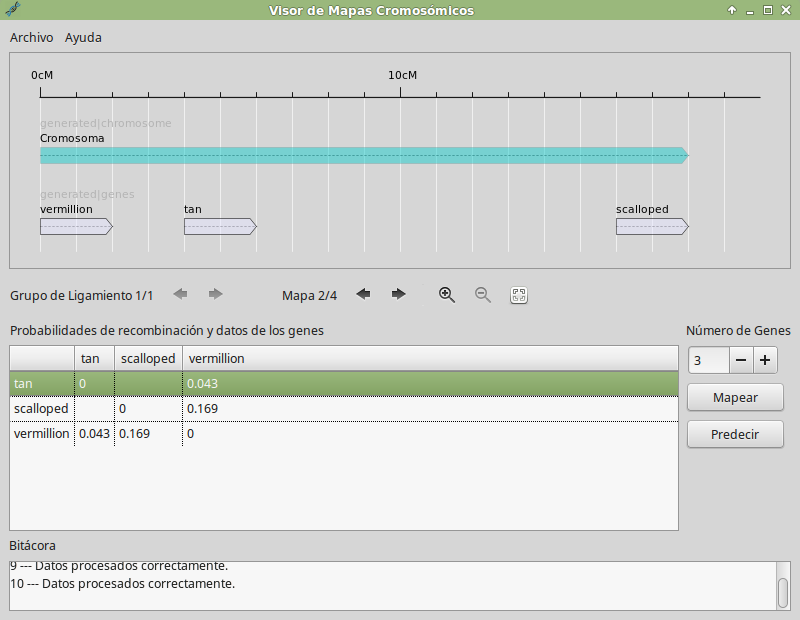 Visor de Mapas Cromosómicos
Archivo Ayuda
0cM 10cM
generated|chromosome
Cromosoma
generated|genes
vermillion tan scalloped
Grupo de Ligamiento 1/1 Mapa 2/4
Probabilidades de recombinación y datos de los genes Número de Genes
tan scalloped vermillion
3
tan 0 0.043
Mapear
scalloped 0 0.169
vermillion 0.043 0.169 0
Predecir
Bitácora
9 --- Datos procesados correctamente.
10 --- Datos procesados correctamente.